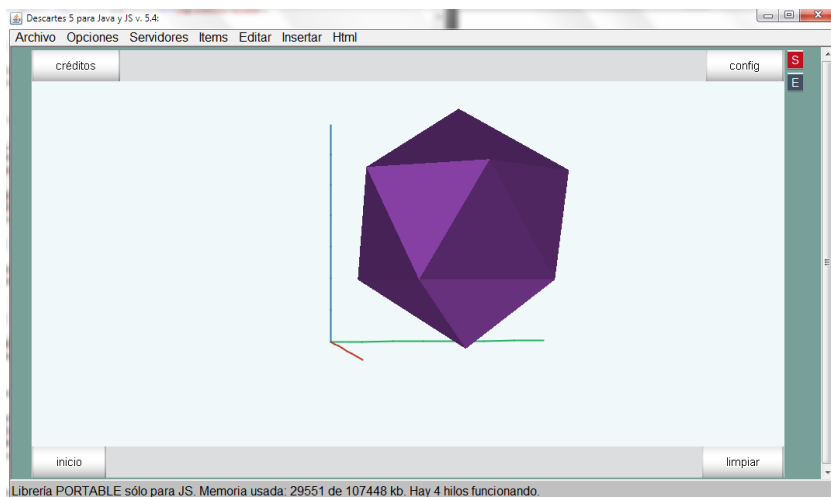 Descartes 5 para Java y JS v. 5.4:
Archivo Opciones Servidores Items Editar Insertar Html
créditos
config
S
E
inicio
limpiar
Librería PORTABLE sólo para JS. Memoria usada: 29551 de 107448 kb. Hay 4 hilos funcionando.